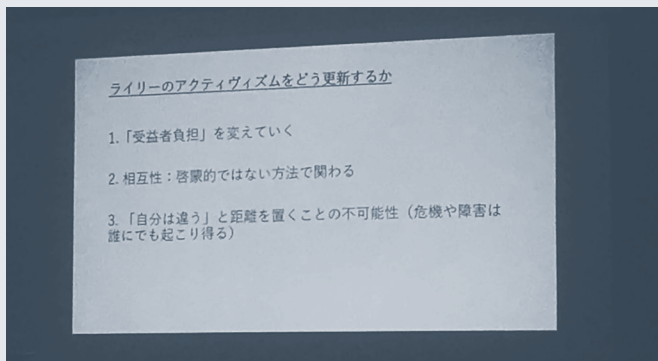 ライリーのアクティヴィズムをどう更新するか
1.「受益者負担」を変えていく
2. 相互性：啓蒙的ではない方法で関わる
3. 「自分は違う」と距離を置くことの不可能性（危機や障害は
誰にでも起こり得る）